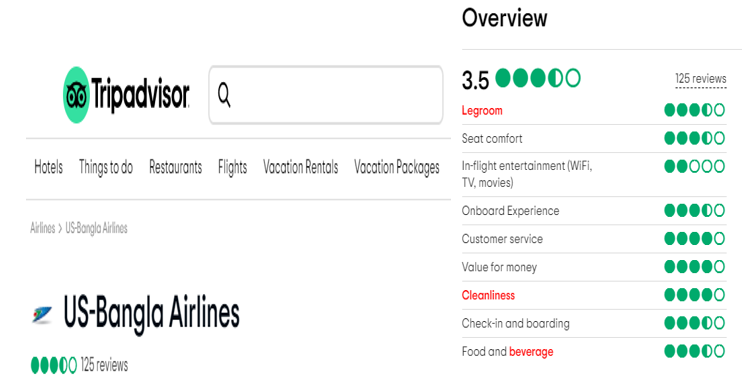 Tripadvisor
Hotels Things to do Restaurants Flights Vacation Rentals Vacation Packages
Airlines > US-Bangla Airlines
US-Bangla Airlines
125 reviews
Overview
3.5 125 reviews
Legroom
Seat comfort
In-flight entertainment (WiFi,
TV, movies)
Onboard Experience
Customer service
Value for money
Cleanliness
Check-in and boarding
Food and beverage